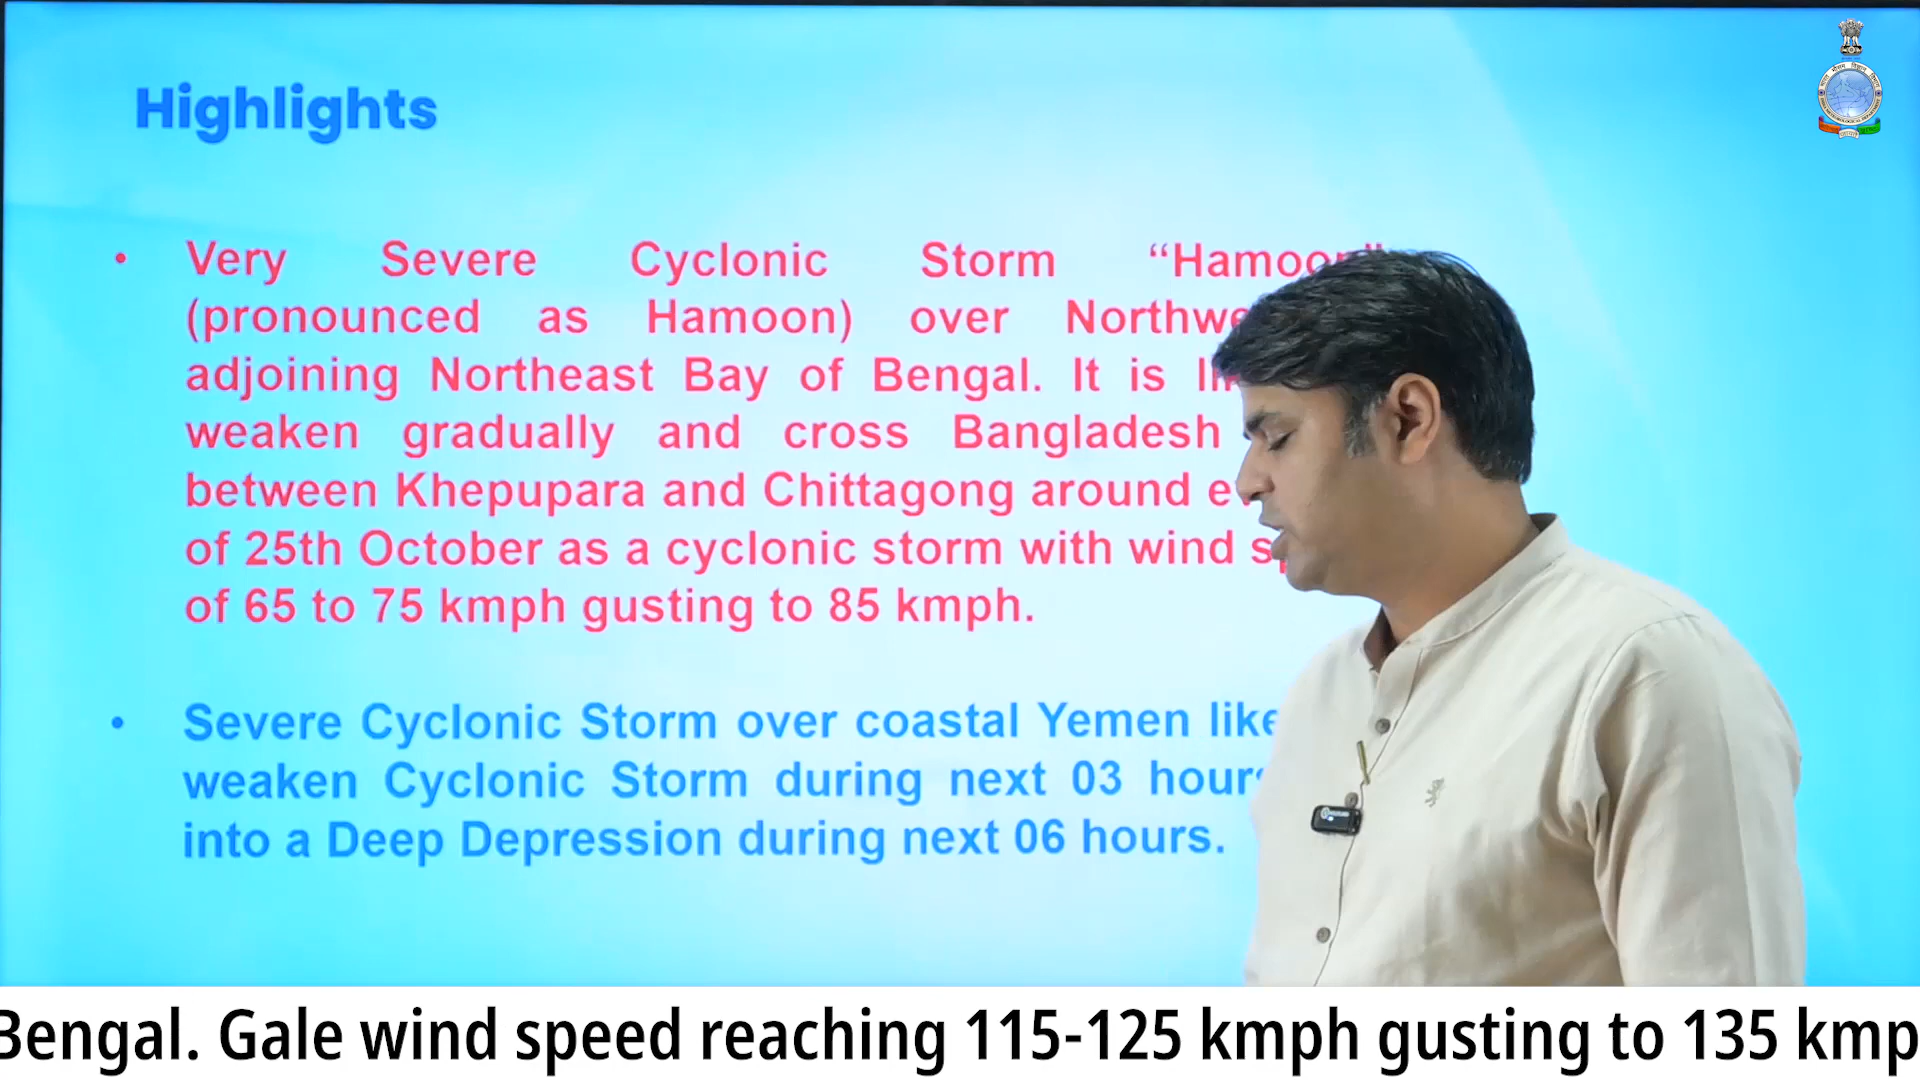 Highlights
• Very Severe Cyclonic Storm “Hamoon”
(pronounced as Hamoon) over
adjoining Northeast Bay of Bengal. It is
weaken gradually and cross Bangladesh
between Khepupara and Chittagong around
of 25th October as a cyclonic storm with wind
of 65 to 75 kmph gusting to 85 kmph.
• Severe Cyclonic Storm over coastal Yemen
weaken Cyclonic Storm during next 03 hours
into a Deep Depression during next 06 hours.
Bengal. Gale wind speed reaching 115-125 kmph gusting to 135 kmp